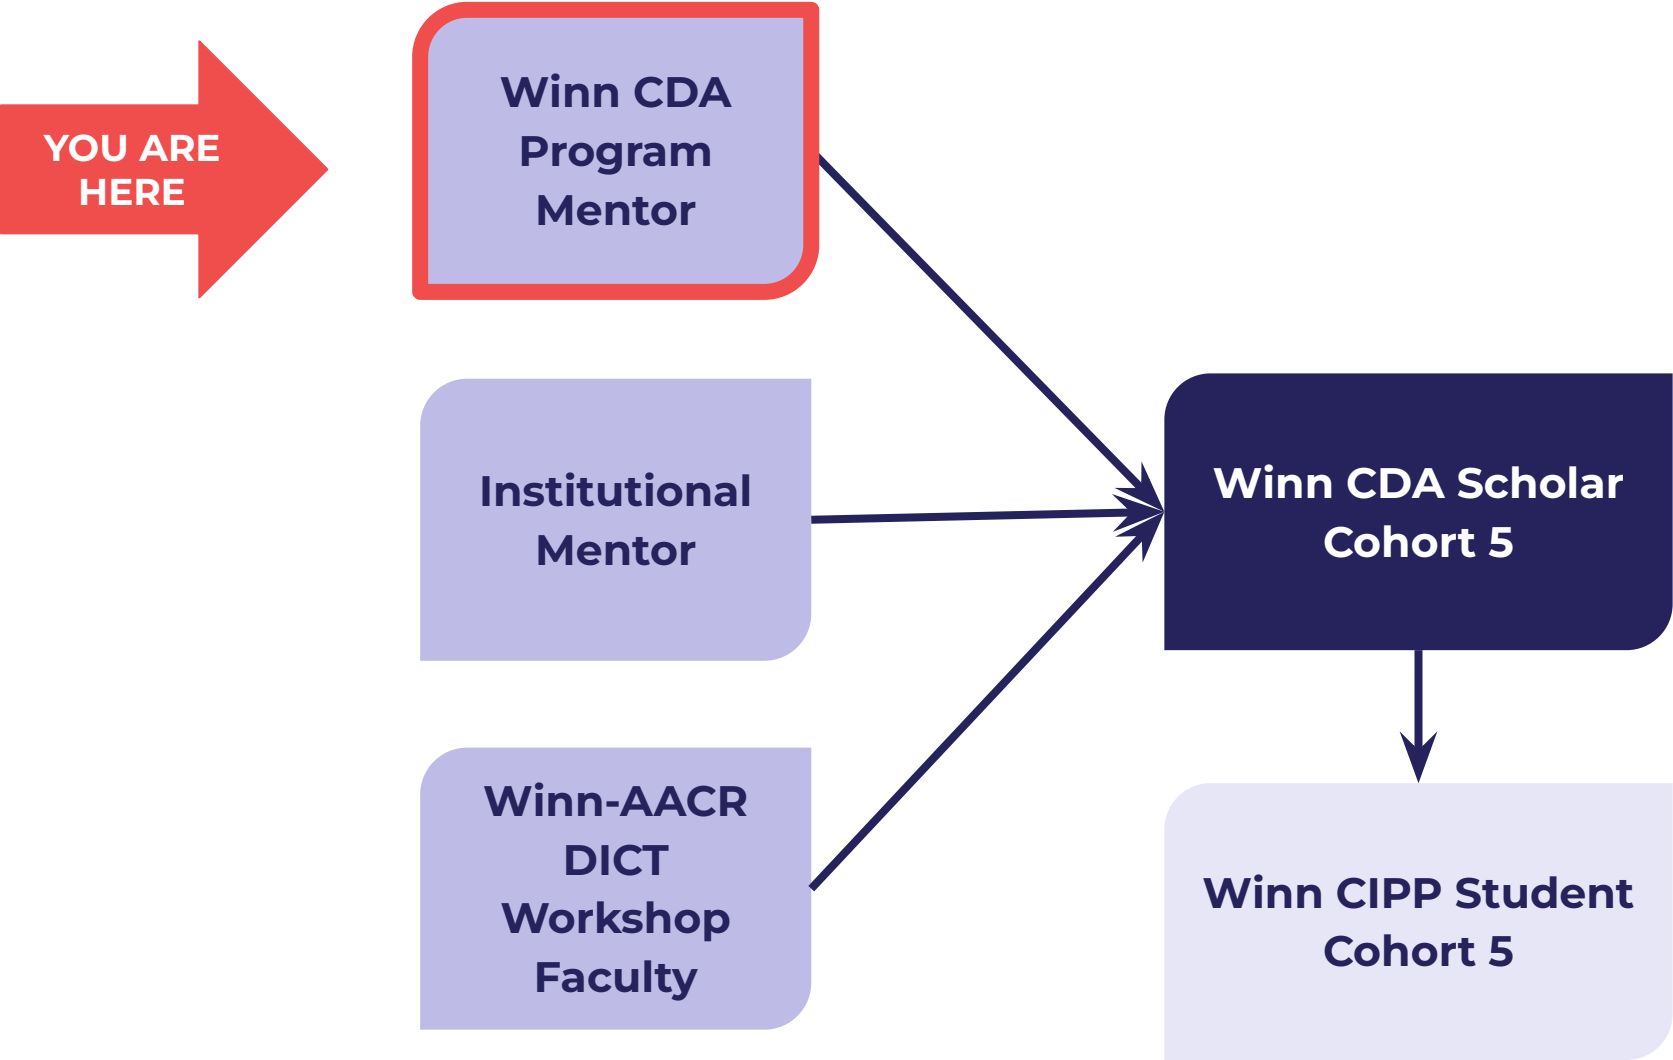 YOU ARE
HERE
Winn CDA
Program
Mentor
Institutional
Mentor
Winn-AACR
DICT
Workshop
Faculty
Winn CDA Scholar
Cohort 5
Winn CIPP Student
Cohort 5